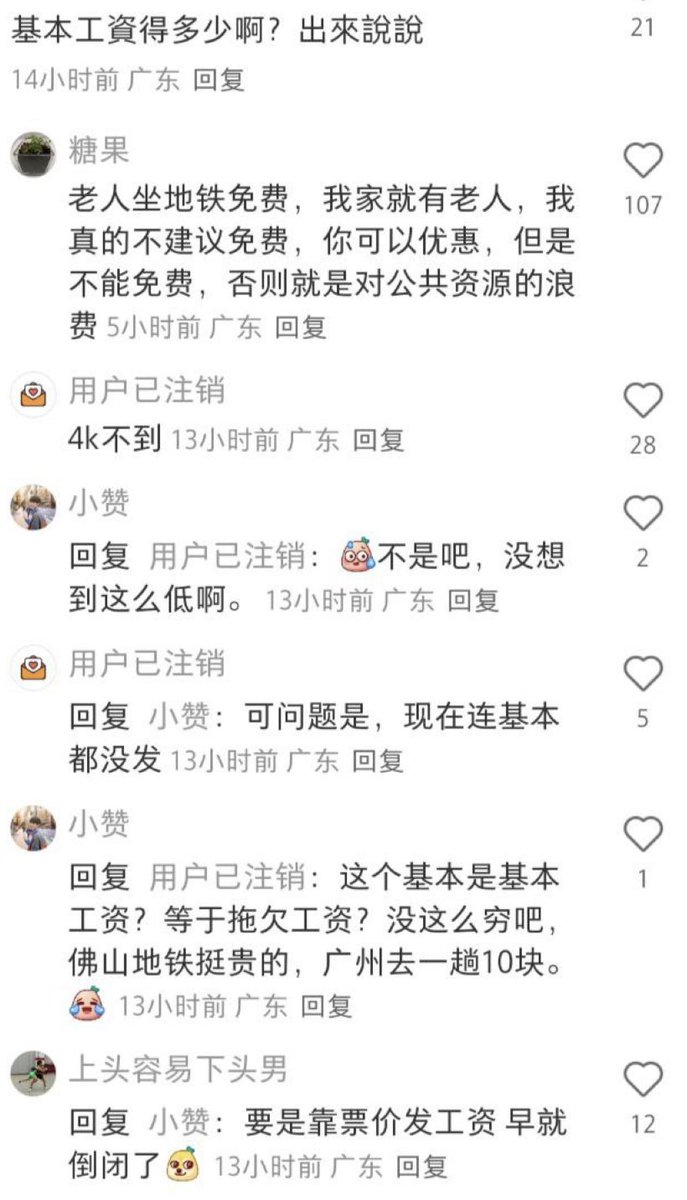 基本工資得多少啊？出來說說
21
14小时前 广东 回复
糖果
老人坐地铁免费，我家就有老人，我
107
真的不建议免费，你可以优惠，但是
不能免费，否则就是对公共资源的浪
费 5小时前 广东 回复
用户已注销
4k不到 13小时前 广东 回复
28
小赞
回复 用户已注销：不是吧，没想
2
到这么低啊。 13小时前 广东 回复
用户已注销
回复 小赞：可问题是，现在连基本
5
都没发 13小时前 广东 回复
小赞
回复 用户已注销：这个基本是基本
1
工资？等于拖欠工资？没这么穷吧，
佛山地铁挺贵的，广州去一趟10块。
13小时前 广东 回复
上头容易下头男
回复 小赞：要是靠票价发工资 早就
12
倒闭了 13小时前 广东 回复